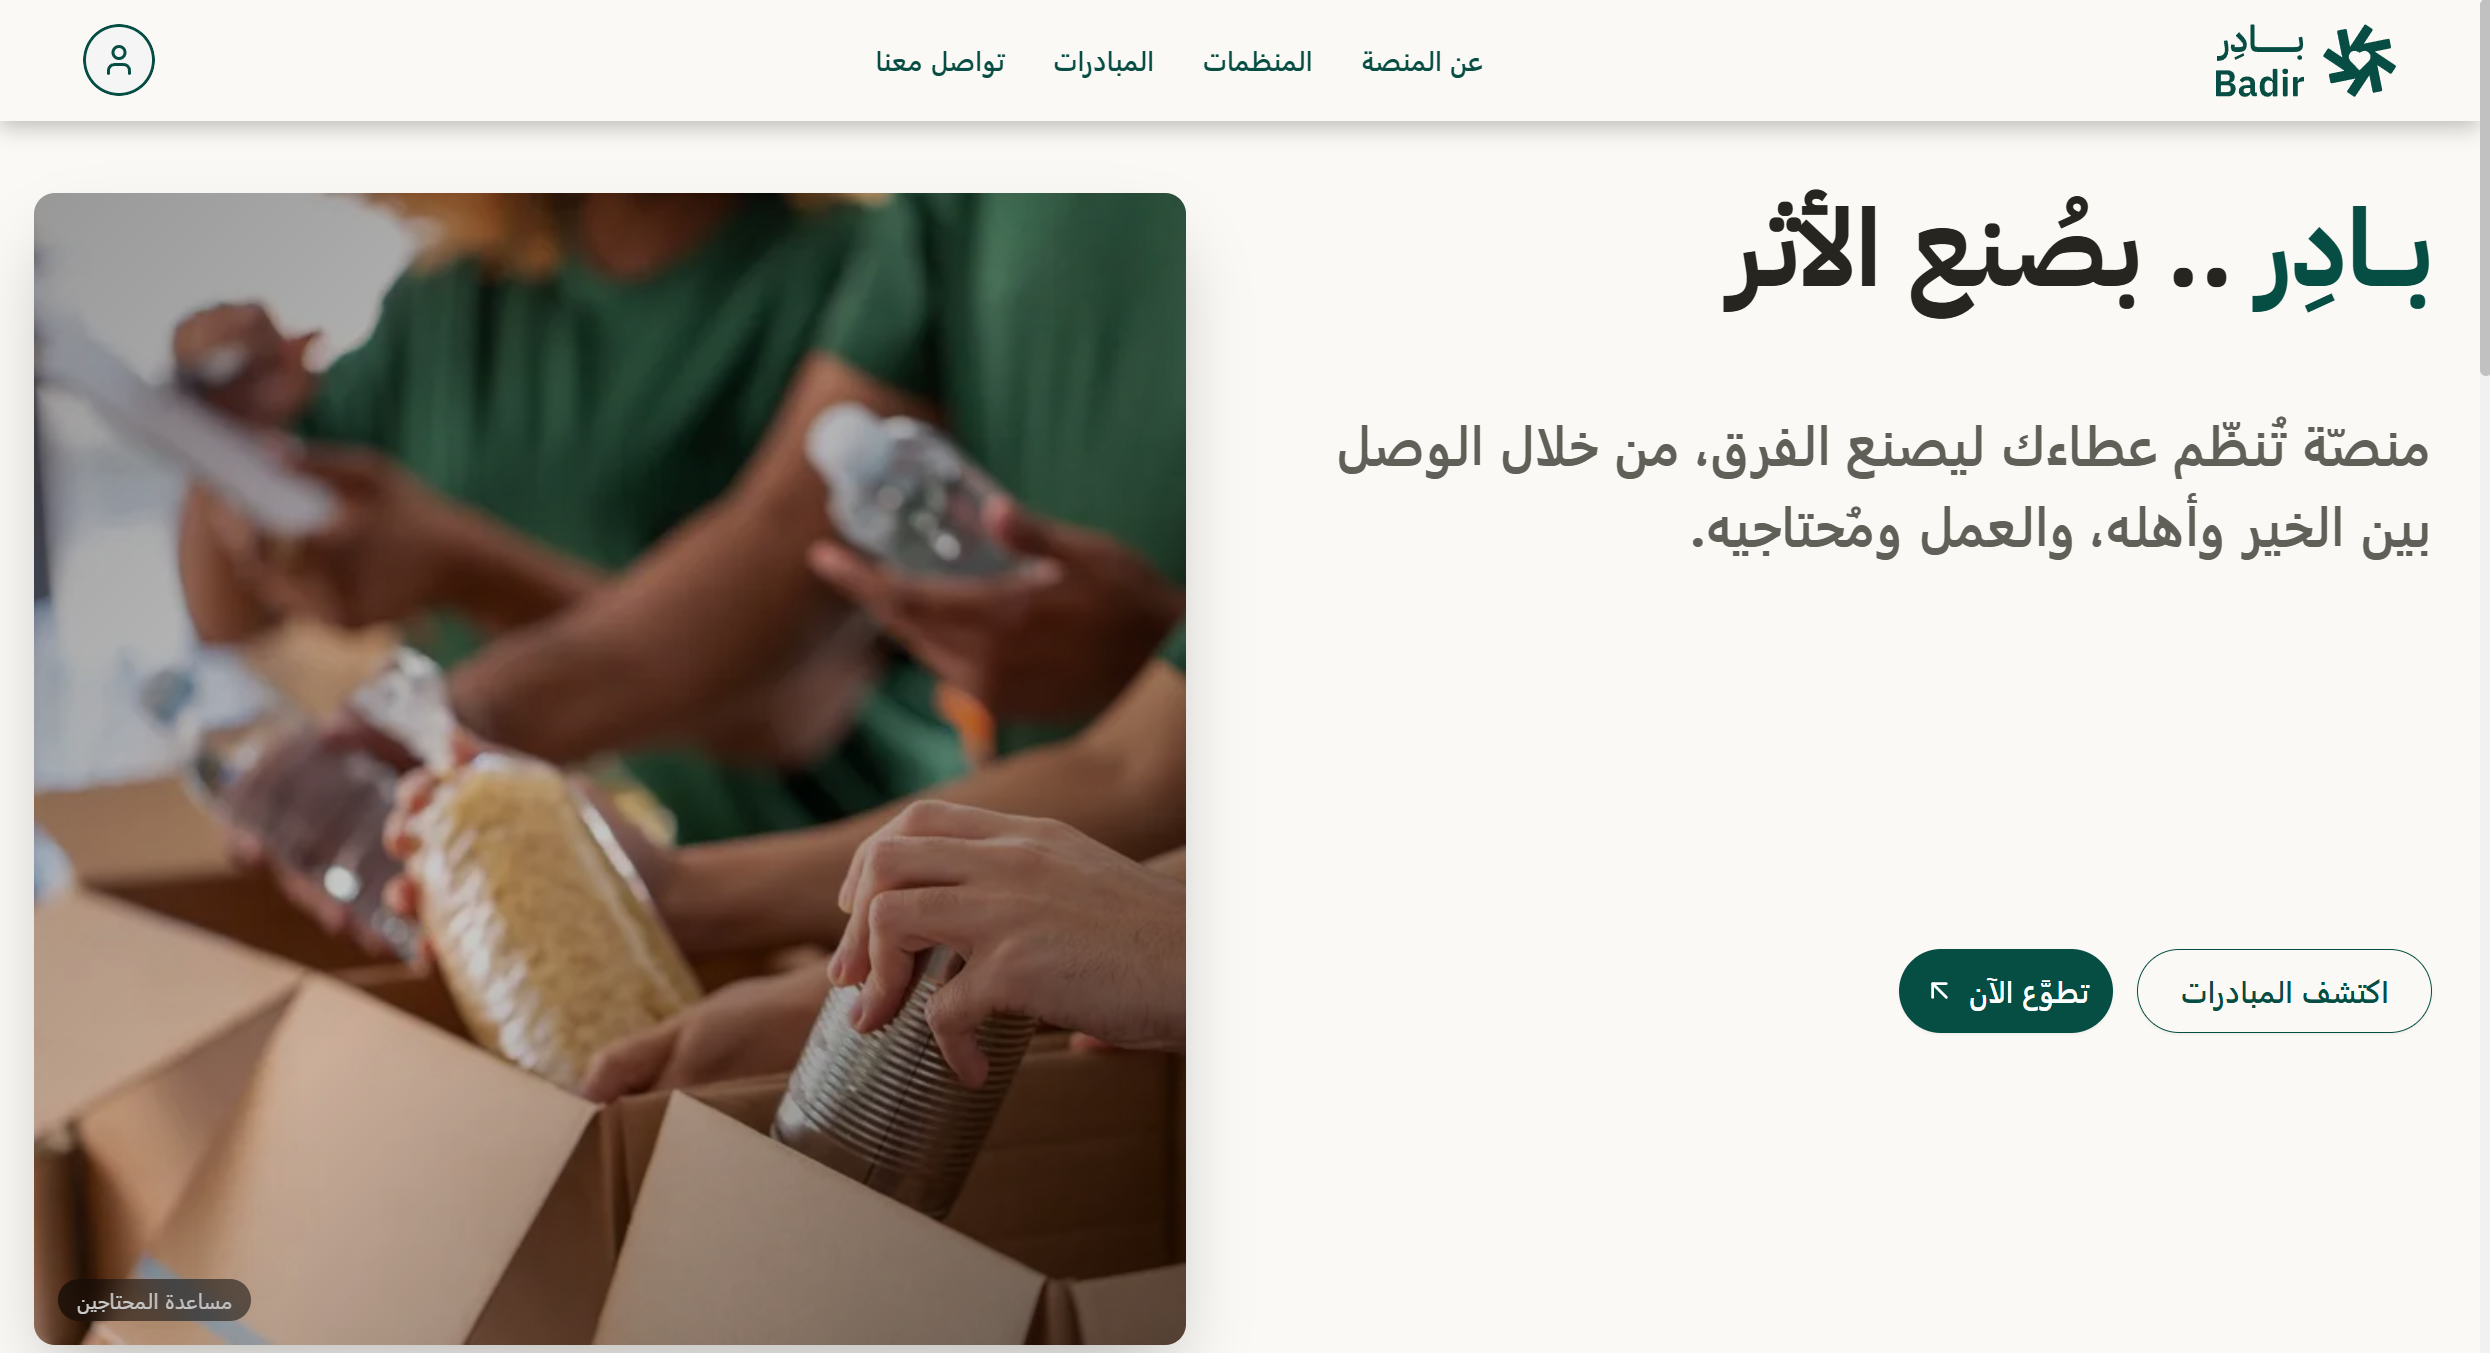 بـــادِر
Badir
عن المنصة
المنظمات
المبادرات
تواصل معنا
بـادِر .. بصُنع الأثر
منصّة تُنظّم عطاءك ليصنع الفرق، من خلال الوصل
بين الخير وأهله، والعمل ومُحتاجيه.
اكتشف المبادرات
تطوَّع الآن
مساعدة المحتاجين